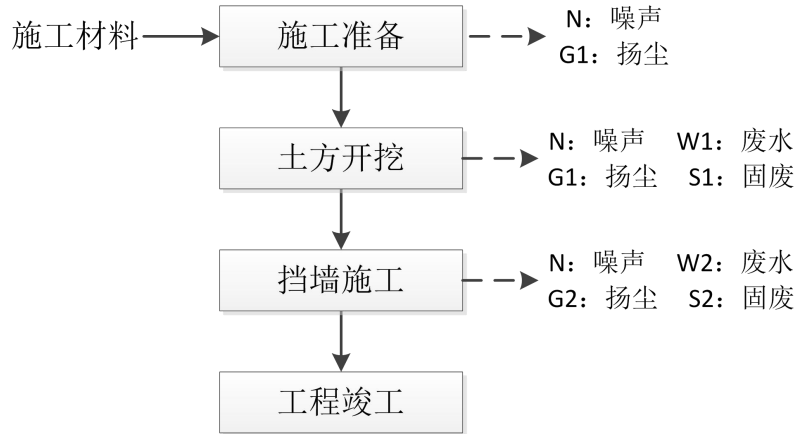 施工材料
施工准备
N：噪声
G1：扬尘
土方开挖
N：噪声 W1：废水
G1：扬尘 S1：固废
挡墙施工
N：噪声 W2：废水
G2：扬尘 S2：固废
工程竣工